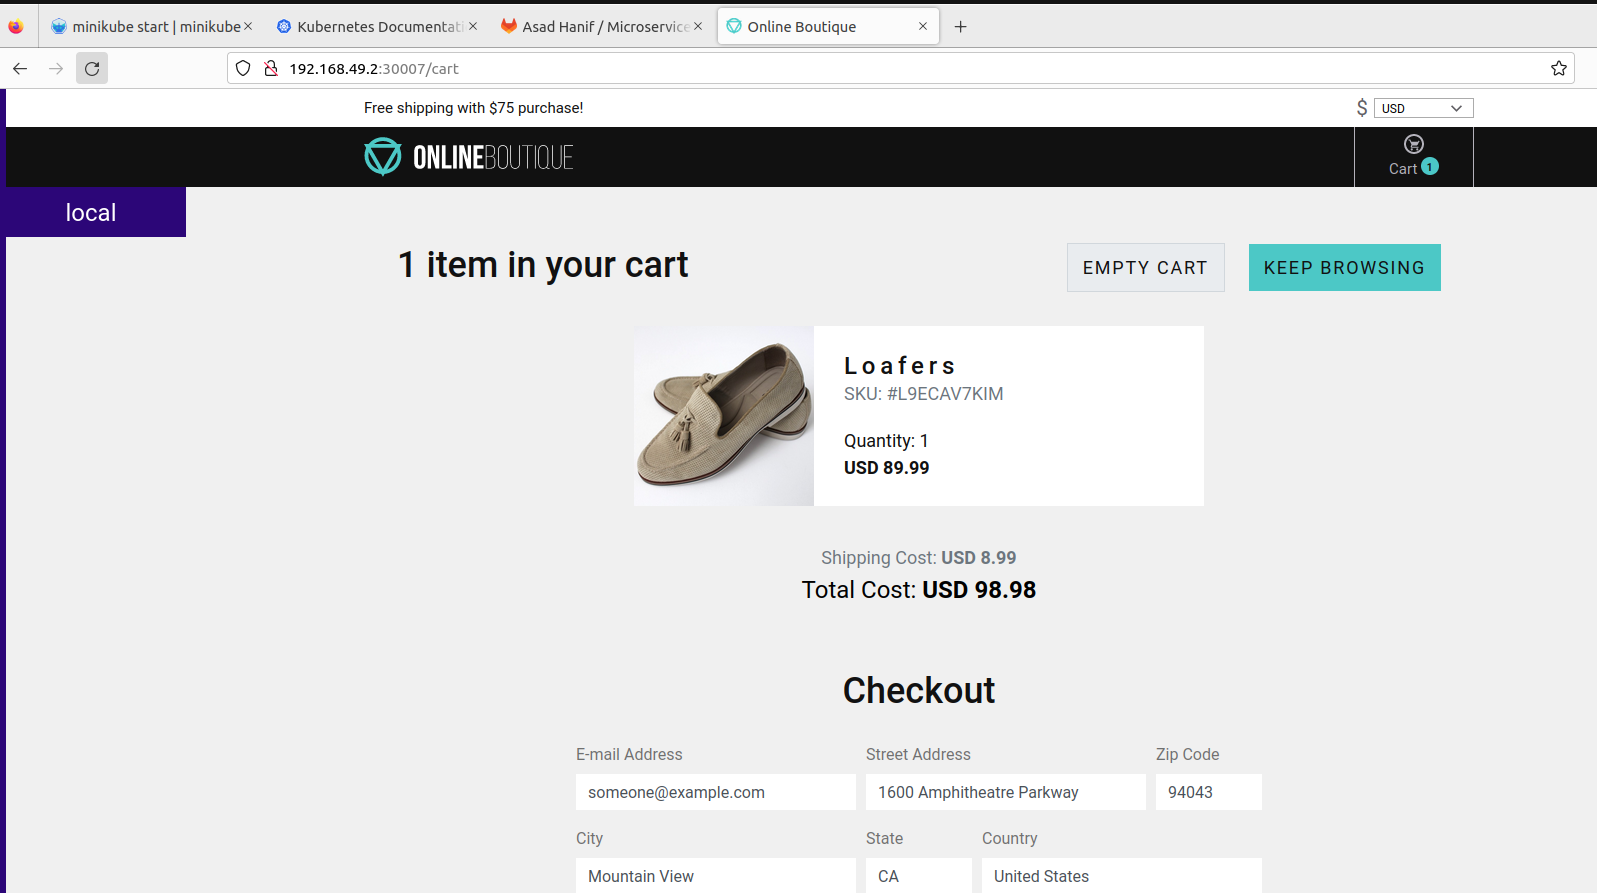 minikube start | minikube
Kubernetes Documentati
Asad Hanif / Microservice
Online Boutique
192.168.49.2:30007/cart
Free shipping with $75 purchase!
$ USD
ONLINEBOUTIQUE
Cart 1
local
1 item in your cart
EMPTY CART
KEEP BROWSING
Loafers
SKU: #L9ECAV7KIM
Quantity: 1
USD 89.99
Shipping Cost: USD 8.99
Total Cost: USD 98.98
Checkout
E-mail Address Street Address Zip Code
someone@example.com 1600 Amphitheatre Parkway 94043
City State Country
Mountain View CA United States